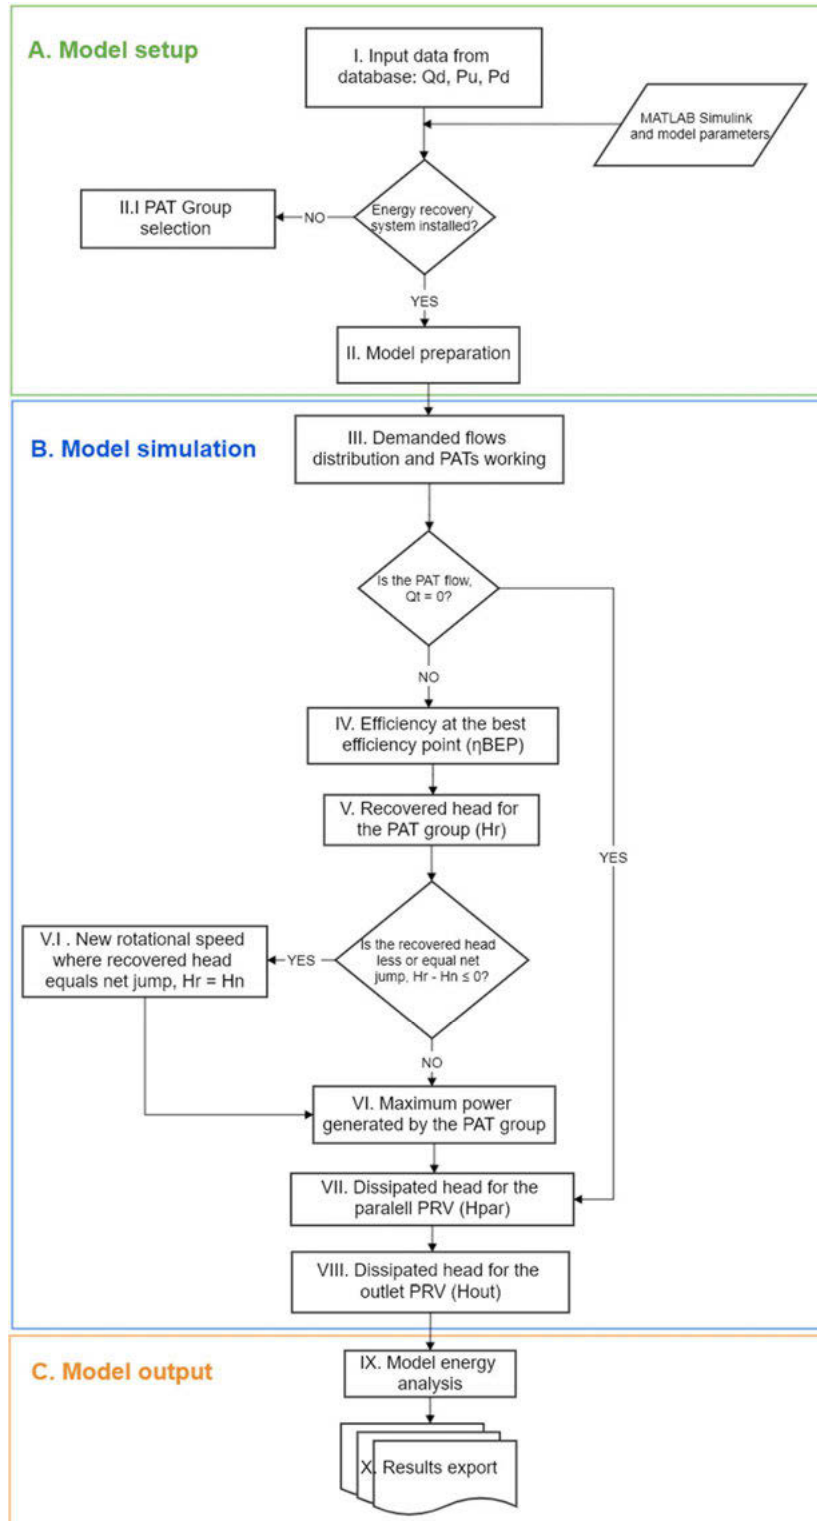 A. Model setup
I. Input data from
database: Qd, Pu, Pd
MATLAB Simulink
and model parameters
II.I PAT Group
selection
NO
Energy recovery
system installed?
YES
II. Model preparation
B. Model simulation
III. Demanded flows
distribution and PATs working
Is the PAT flow,
Qt = 0?
NO
IV. Efficiency at the best
efficiency point (ηBEP)
V. Recovered head for
the PAT group (Hr)
YES
V.I . New rotational speed
where recovered head
equals net jump, Hr = Hn
YES
Is the recovered head
less or equal net
jump, Hr - Hn ≤ 0?
NO
VI. Maximum power
generated by the PAT group
VII. Dissipated head for the
paralell PRV (Hpar)
VIII. Dissipated head for the
outlet PRV (Hout)
C. Model output
IX. Model energy
analysis
X. Results export